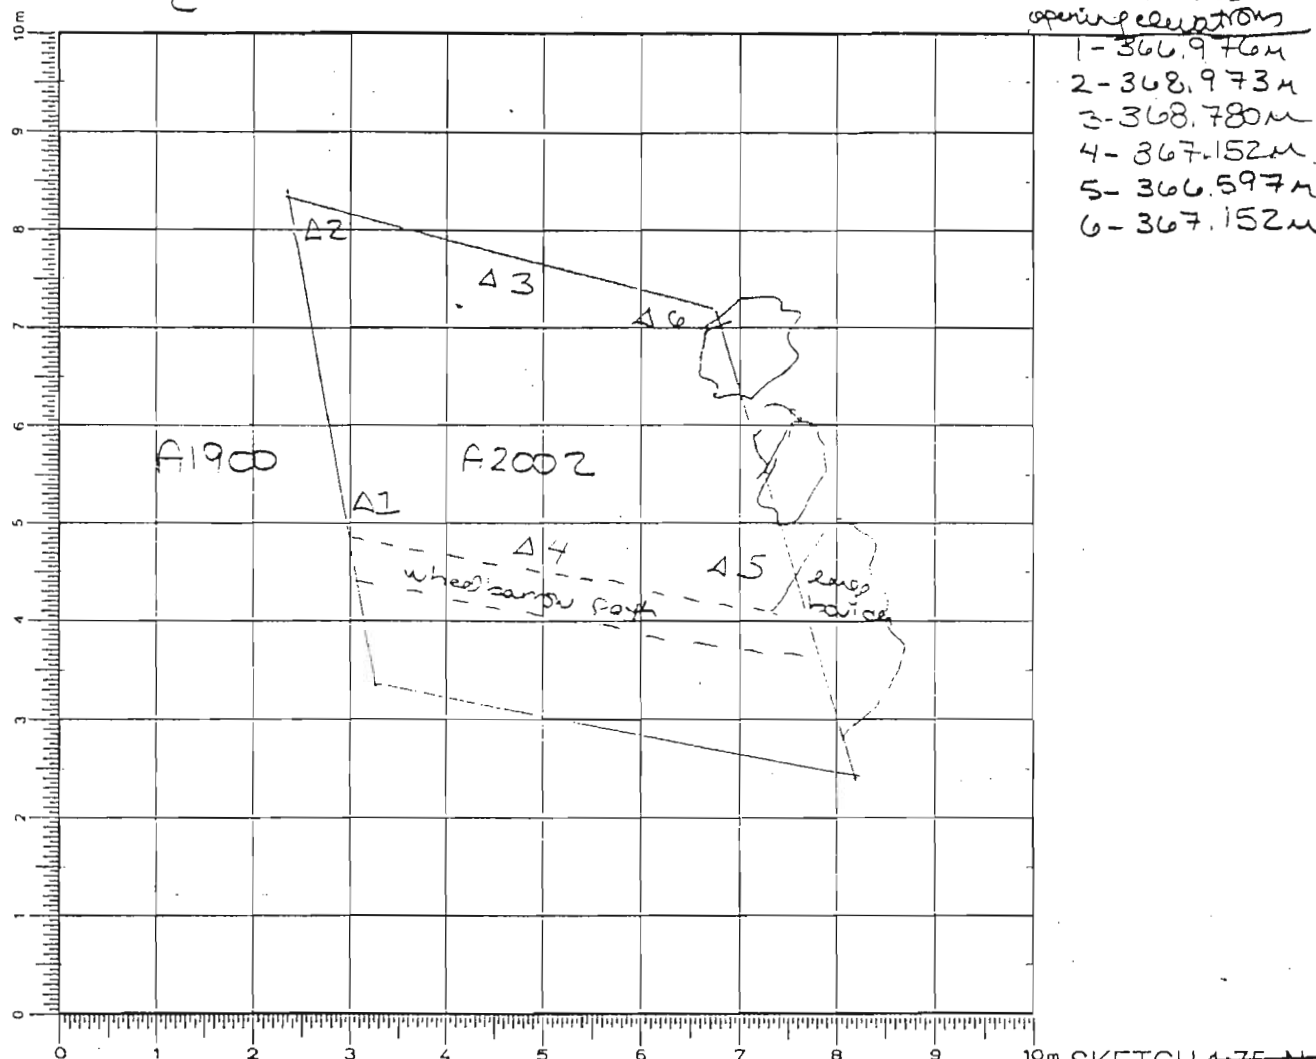 opening elevations
1-366.976m
2-368.973m
3-368.780m
4-367.152m
5-366.597m
6-367.152m
10m
9
8
7
6
5
4
3
2
1
0
Δ2
Δ3
Δ6
A1900
A2002
Δ1
Δ4
Δ5
wheelbarrow path
large
0 1 2 3 4 5 6 7 8 9 10m SKETCH 1:75